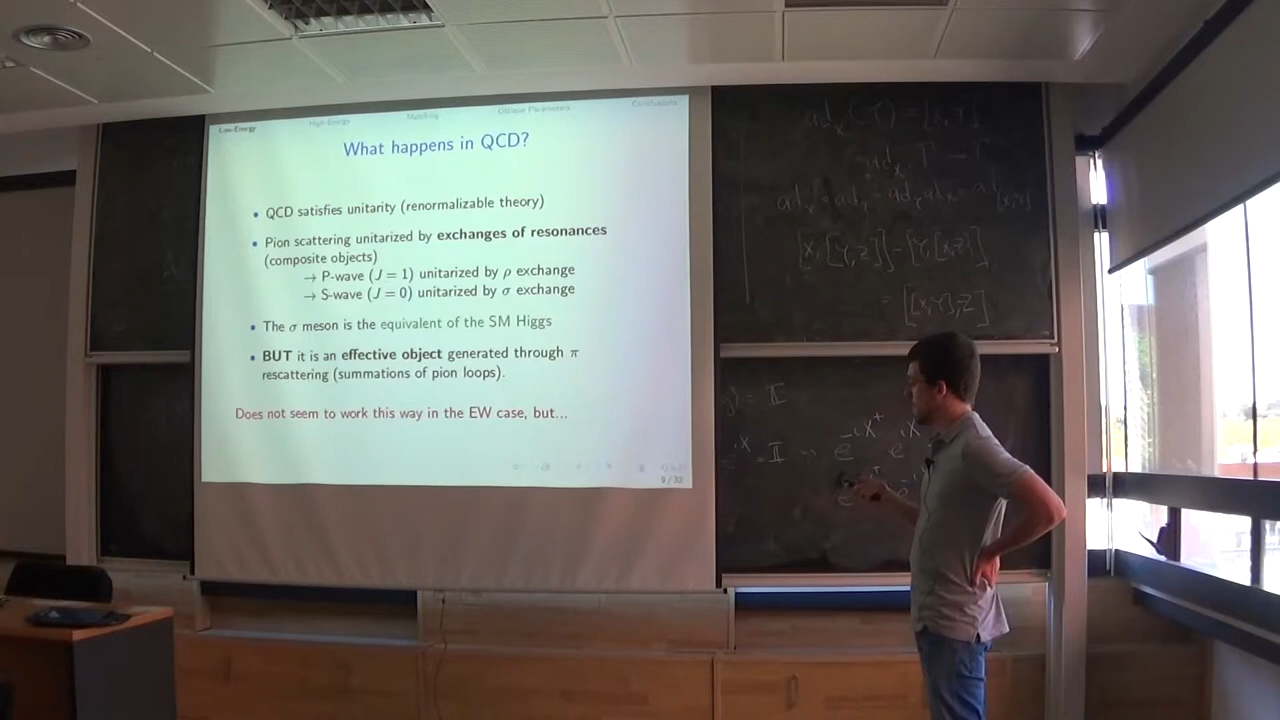 Low-Energy High-Energy Matching Oblique Parameters Conclusions
What happens in QCD?
• QCD satisfies unitarity (renormalizable theory)
• Pion scattering unitarized by exchanges of resonances
(composite objects)
→ P-wave (J = 1) unitarized by ρ exchange
→ S-wave (J = 0) unitarized by σ exchange
• The σ meson is the equivalent of the SM Higgs
• BUT it is an effective object generated through π
rescattering (summations of pion loops).
Does not seem to work this way in the EW case, but...
9 / 32
[X,[Y,Z]] - [Y,[X,Z]]
= [[X,Y],Z]